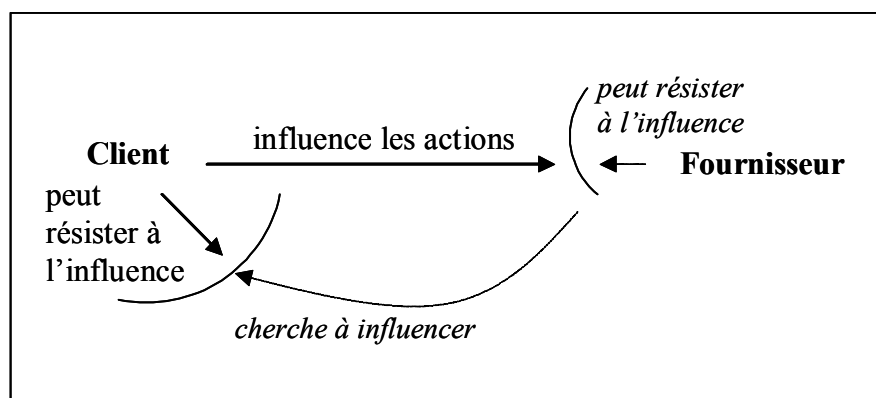 peut résister
à l'influence
influence les actions
Client
Fournisseur
peut
résister à
l'influence
cherche à influencer